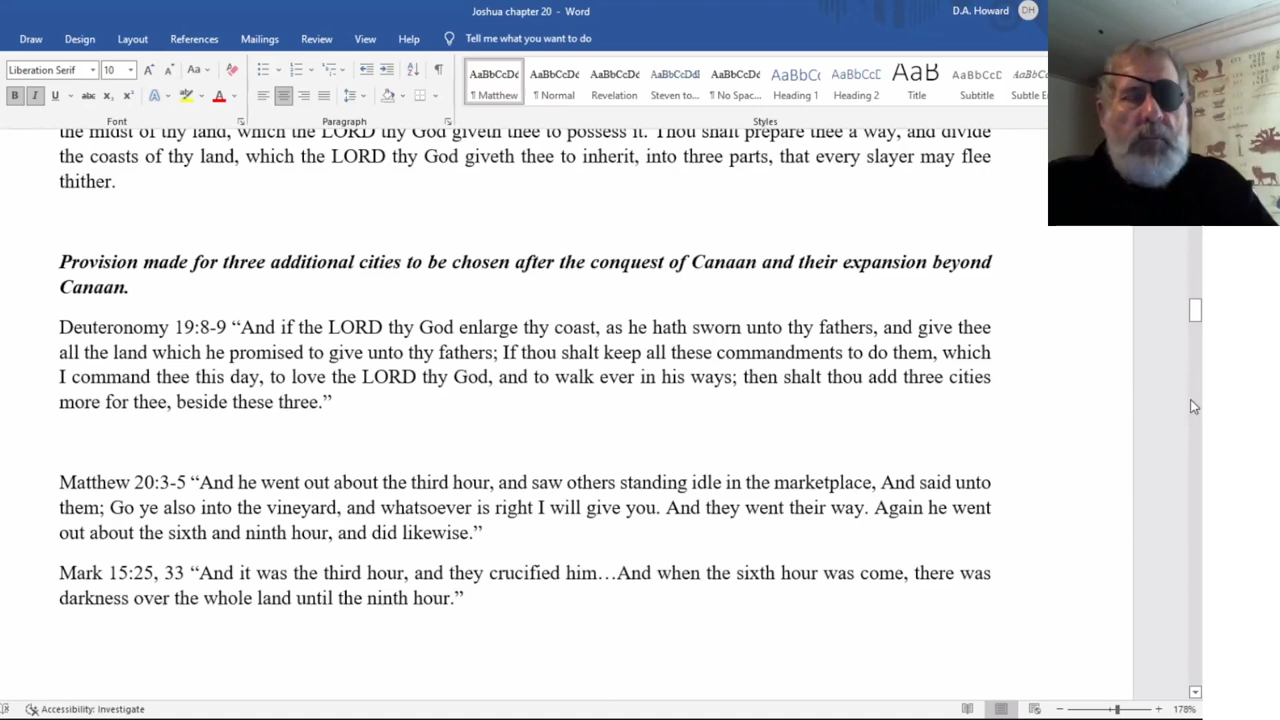 Joshua chapter 20 - Word
D.A. Howard
DH
Draw Design Layout References Mailings Review View Help Tell me what you want to do
Liberation Serif 10 Aa
AaBbCcDc AaBbCcDc AaBbCcDc AaBbCcDdl AaBbCcDc AaBbC( AaBbCcD AaB AaBbCcD AaBbCcD
B I U abc x₂ x² A A
¶ Matthew ¶ Normal Revelation Steven to... ¶ No Spac... Heading 1 Heading 2 Title Subtitle Subtle E
Font Paragraph Styles
the midst of thy land, which the LORD thy God giveth thee to possess it. Thou shalt prepare thee a way, and divide
the coasts of thy land, which the LORD thy God giveth thee to inherit, into three parts, that every slayer may flee
thither.
Provision made for three additional cities to be chosen after the conquest of Canaan and their expansion beyond
Canaan.
Deuteronomy 19:8-9 “And if the LORD thy God enlarge thy coast, as he hath sworn unto thy fathers, and give thee
all the land which he promised to give unto thy fathers; If thou shalt keep all these commandments to do them, which
I command thee this day, to love the LORD thy God, and to walk ever in his ways; then shalt thou add three cities
more for thee, beside these three.”
Matthew 20:3-5 “And he went out about the third hour, and saw others standing idle in the marketplace, And said unto
them; Go ye also into the vineyard, and whatsoever is right I will give you. And they went their way. Again he went
out about the sixth and ninth hour, and did likewise.”
Mark 15:25, 33 “And it was the third hour, and they crucified him…And when the sixth hour was come, there was
darkness over the whole land until the ninth hour.”
Accessibility: Investigate
178%